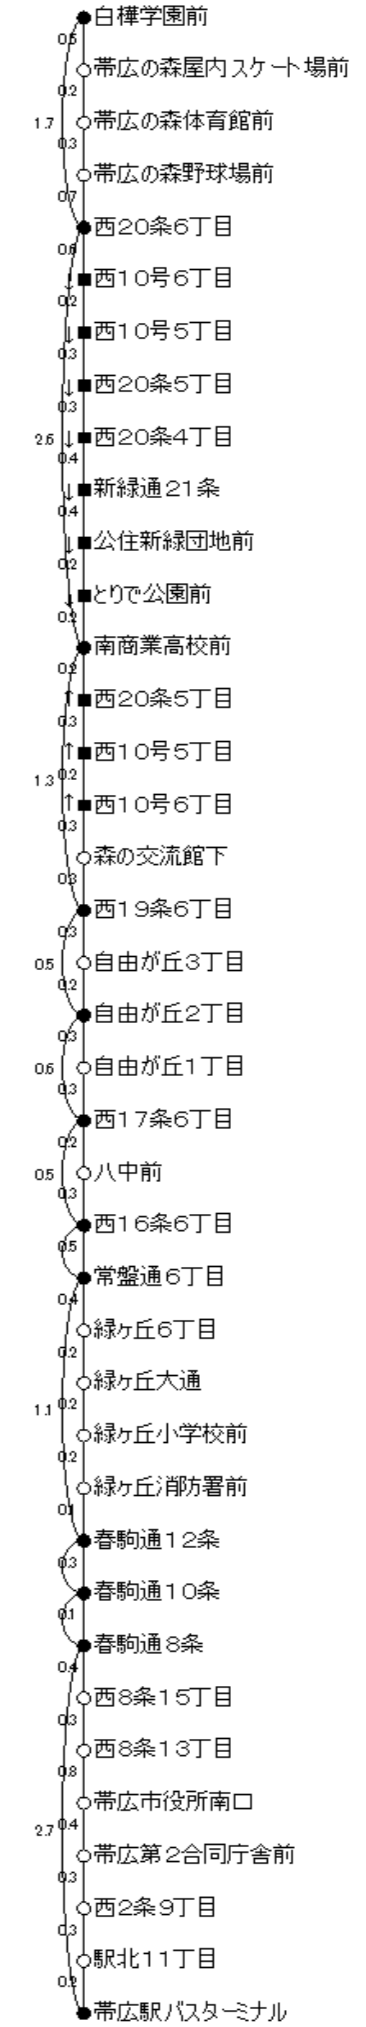 白樺学園前
0.5
帯広の森屋内スケート場前
0.2
1.7
帯広の森体育館前
0.3
帯広の森野球場前
0.7
西20条6丁目
0.6
↓
西10号6丁目
0.2
↓
西10号5丁目
0.3
↓
西20条5丁目
0.3
2.6
↓
西20条4丁目
0.4
↓
新緑通21条
0.4
↓
公住新緑団地前
0.2
↓
とりで公園前
0.2
南商業高校前
0.2
↑
西20条5丁目
0.3
↑
西10号5丁目
1.3
0.2
↑
西10号6丁目
0.3
森の交流館下
0.3
西19条6丁目
0.3
0.5
自由が丘3丁目
0.2
自由が丘2丁目
0.3
0.6
自由が丘1丁目
0.3
西17条6丁目
0.2
0.5
八中前
0.3
西16条6丁目
0.5
常盤通6丁目
0.4
緑ヶ丘6丁目
0.2
緑ヶ丘大通
1.1
0.2
緑ヶ丘小学校前
0.2
緑ヶ丘消防署前
0.1
春駒通12条
0.3
春駒通10条
0.1
春駒通8条
0.4
西8条15丁目
0.3
西8条13丁目
0.8
帯広市役所南口
2.7
0.4
帯広第2合同庁舎前
0.3
西2条9丁目
0.3
駅北11丁目
0.2
帯広駅バスターミナル